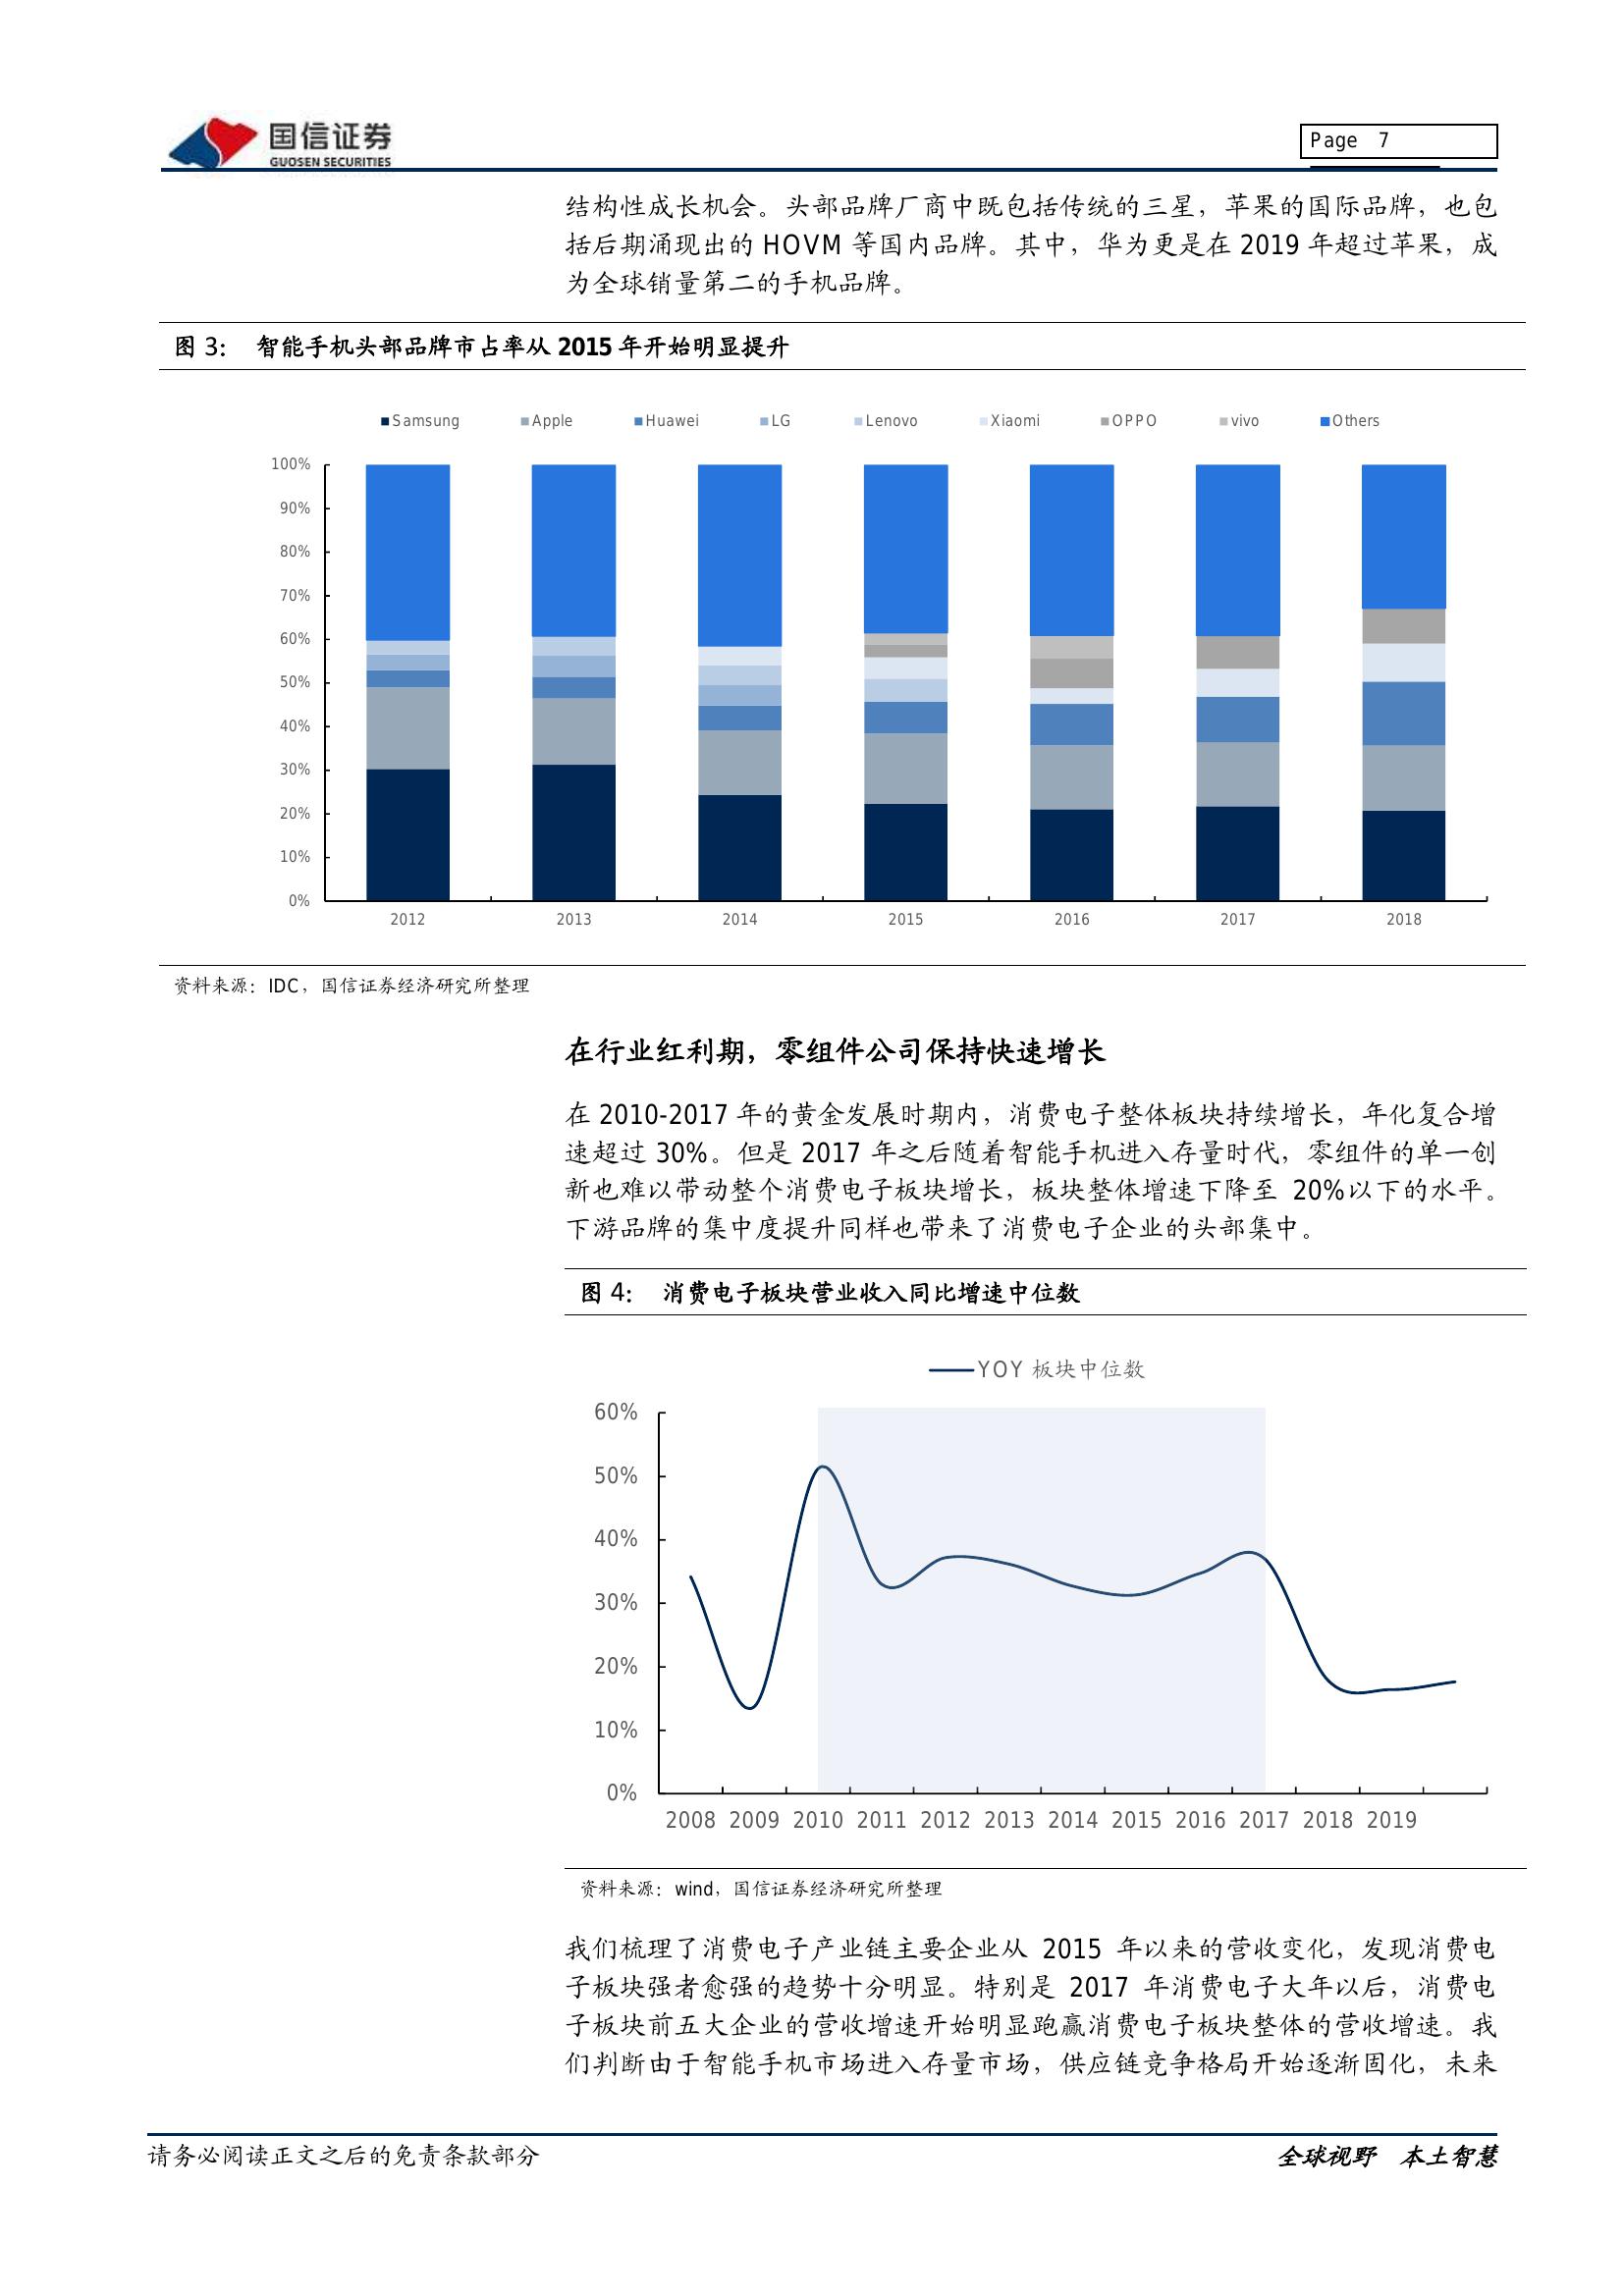 国信证券
GUOSEN SECURITIES
Page 7
结构性成长机会。头部品牌厂商中既包括传统的三星，苹果的国际品牌，也包
括后期涌现出的 HOVM 等国内品牌。其中，华为更是在 2019 年超过苹果，成
为全球销量第二的手机品牌。
图 3： 智能手机头部品牌市占率从 2015 年开始明显提升
Samsung Apple Huawei LG Lenovo Xiaomi OPPO vivo Others
100%
90%
80%
70%
60%
50%
40%
30%
20%
10%
0%
2012 2013 2014 2015 2016 2017 2018
资料来源：IDC，国信证券经济研究所整理
在行业红利期，零组件公司保持快速增长
在 2010-2017 年的黄金发展时期内，消费电子整体板块持续增长，年化复合增
速超过 30%。但是 2017 年之后随着智能手机进入存量时代，零组件的单一创
新也难以带动整个消费电子板块增长，板块整体增速下降至 20%以下的水平。
下游品牌的集中度提升同样也带来了消费电子企业的头部集中。
图 4： 消费电子板块营业收入同比增速中位数
YOY 板块中位数
60%
50%
40%
30%
20%
10%
0%
2008 2009 2010 2011 2012 2013 2014 2015 2016 2017 2018 2019
资料来源：wind，国信证券经济研究所整理
我们梳理了消费电子产业链主要企业从 2015 年以来的营收变化，发现消费电
子板块强者愈强的趋势十分明显。特别是 2017 年消费电子大年以后，消费电
子板块前五大企业的营收增速开始明显跑赢消费电子板块整体的营收增速。我
们判断由于智能手机市场进入存量市场，供应链竞争格局开始逐渐固化，未来
请务必阅读正文之后的免责条款部分
全球视野 本土智慧